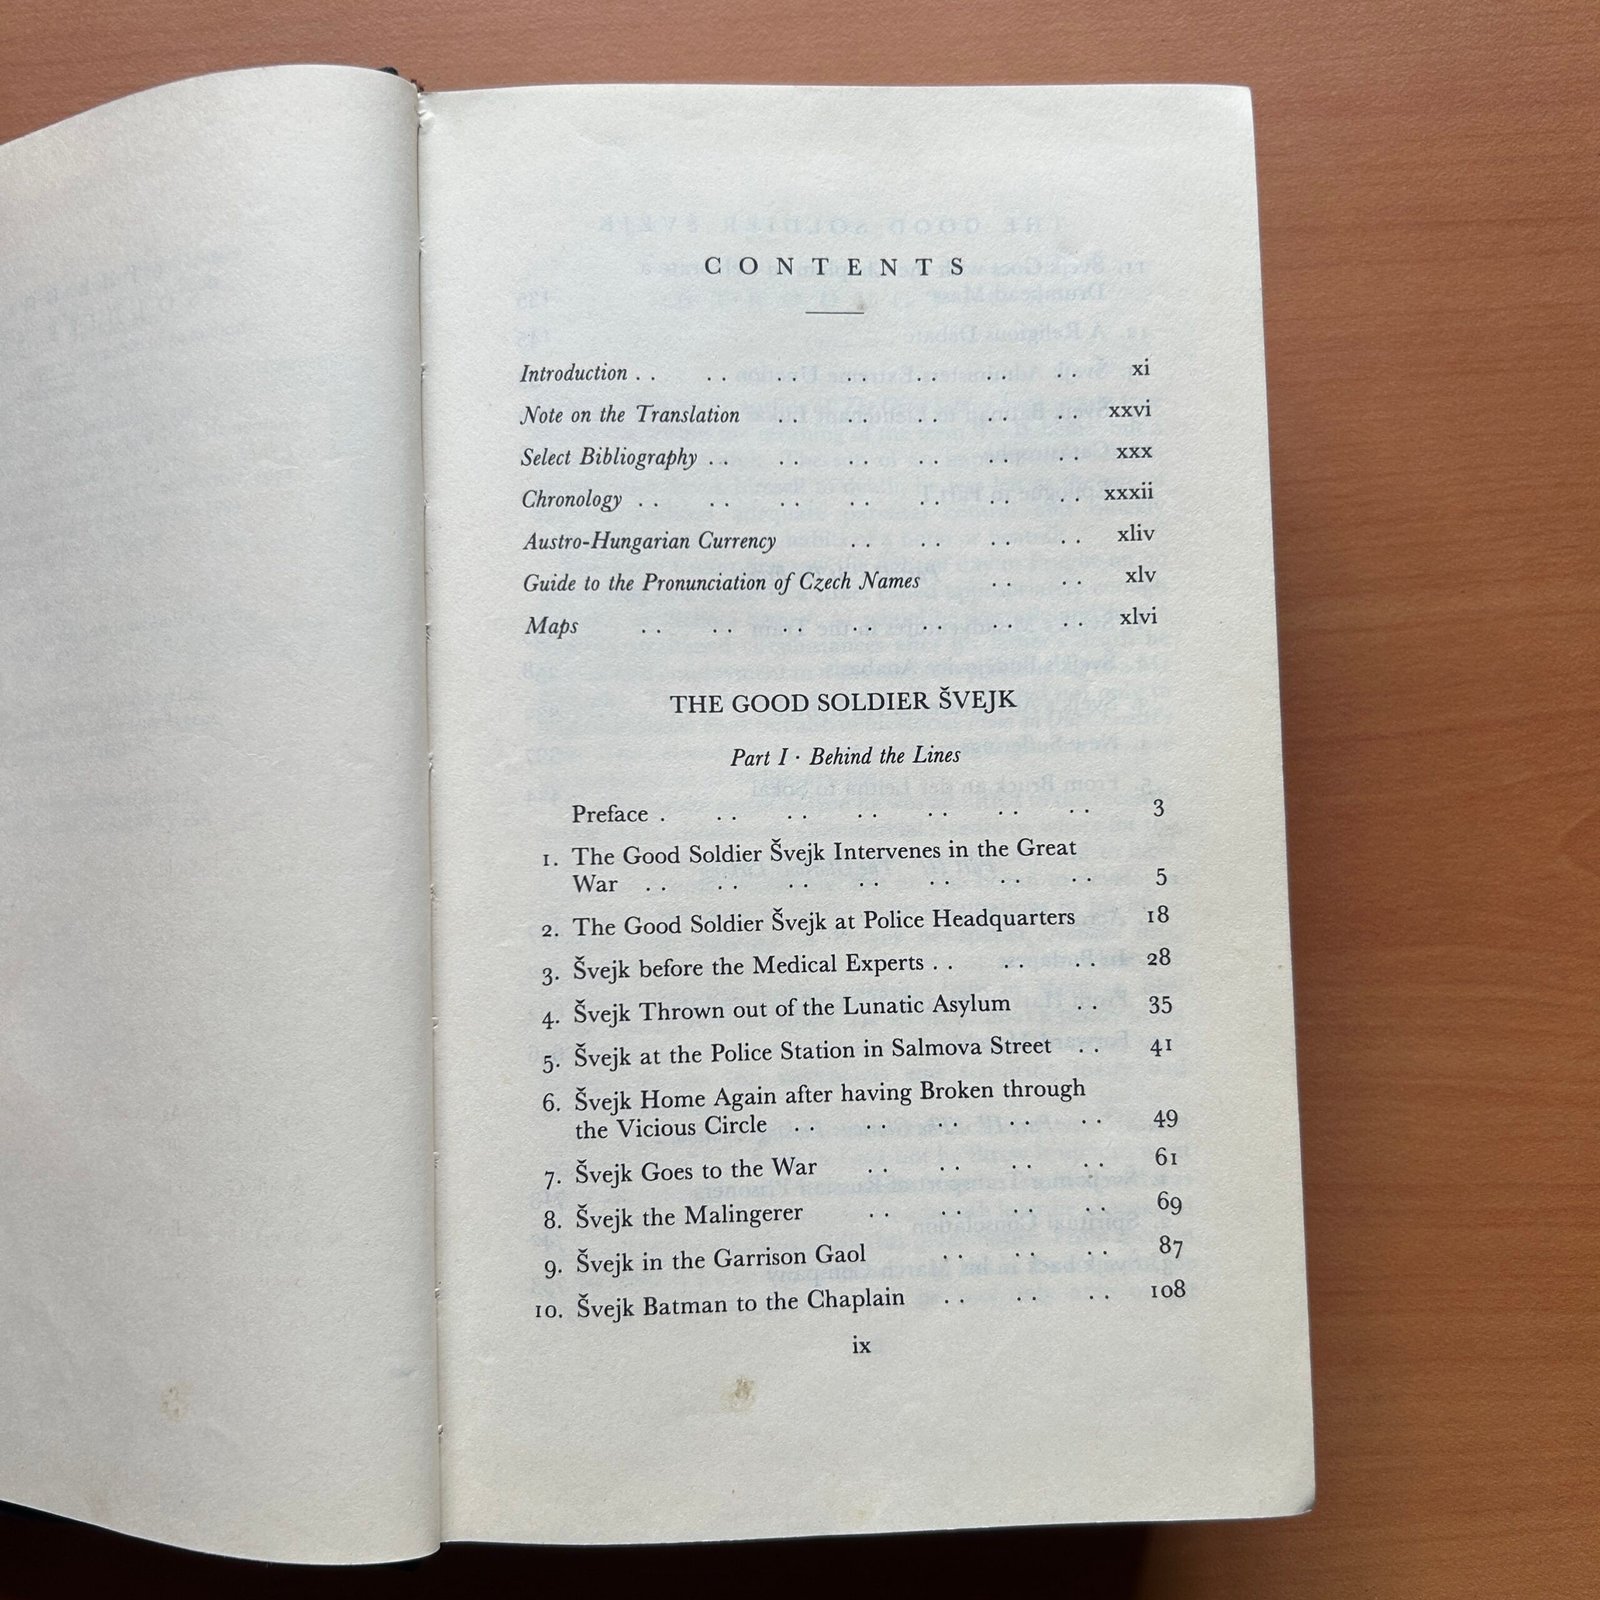 CONTENTS
Introduction . . . . . . . . . . . . . . xi
Note on the Translation . . . . . . . . . . xxvi
Select Bibliography . . . . . . . . . . . . xxx
Chronology . . . . . . . . . . . . . . xxxii
Austro-Hungarian Currency . . . . . . . . xliv
Guide to the Pronunciation of Czech Names . . . . xlv
Maps . . . . . . . . . . . . . . xlvi
THE GOOD SOLDIER ŠVEJK
Part I · Behind the Lines
Preface . . . . . . . . . . . . . 3
1. The Good Soldier Švejk Intervenes in the Great
War . . . . . . . . . . . . . . 5
2. The Good Soldier Švejk at Police Headquarters 18
3. Švejk before the Medical Experts . . . . . . 28
4. Švejk Thrown out of the Lunatic Asylum . . 35
5. Švejk at the Police Station in Salmova Street . . 41
6. Švejk Home Again after having Broken through
the Vicious Circle . . . . . . . . . . 49
7. Švejk Goes to the War . . . . . . . . 61
8. Švejk the Malingerer . . . . . . . . 69
9. Švejk in the Garrison Gaol . . . . . . 87
10. Švejk Batman to the Chaplain . . . . . . 108
ix